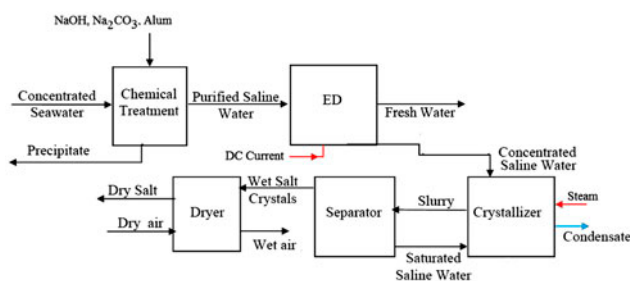 NaOH, Na₂CO₃, Alum
Concentrated
Seawater
Chemical
Treatment
Purified Saline
Water
ED
Fresh Water
Precipitate
DC Current
Concentrated
Saline Water
Dry Salt
Dry air
Dryer
Wet Salt
Crystals
Wet air
Separator
Slurry
Saturated
Saline Water
Crystallizer
Steam
Condensate